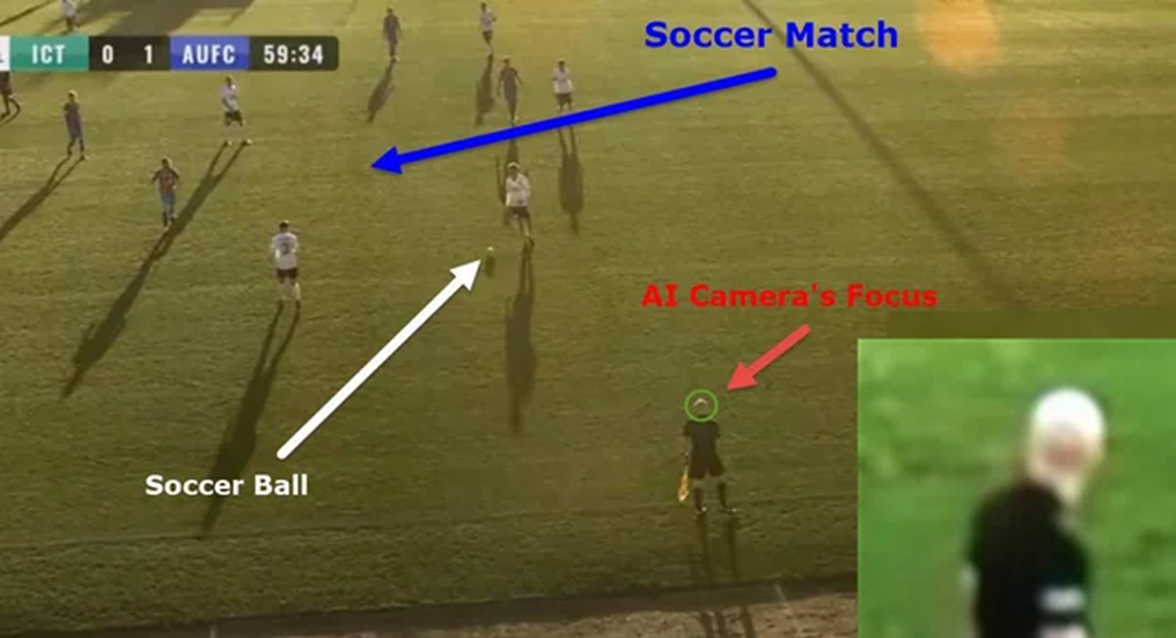 ICT 0 1 AUFC 59:34
Soccer Match
AI Camera's Focus
Soccer Ball